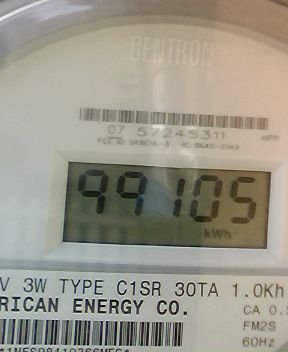 CENTRON
07 57245311
99105
kWh
V 3W TYPE C1SR 30TA 1.0Kh
RICAN ENERGY CO.
CA 0.
FM2S
60Hz